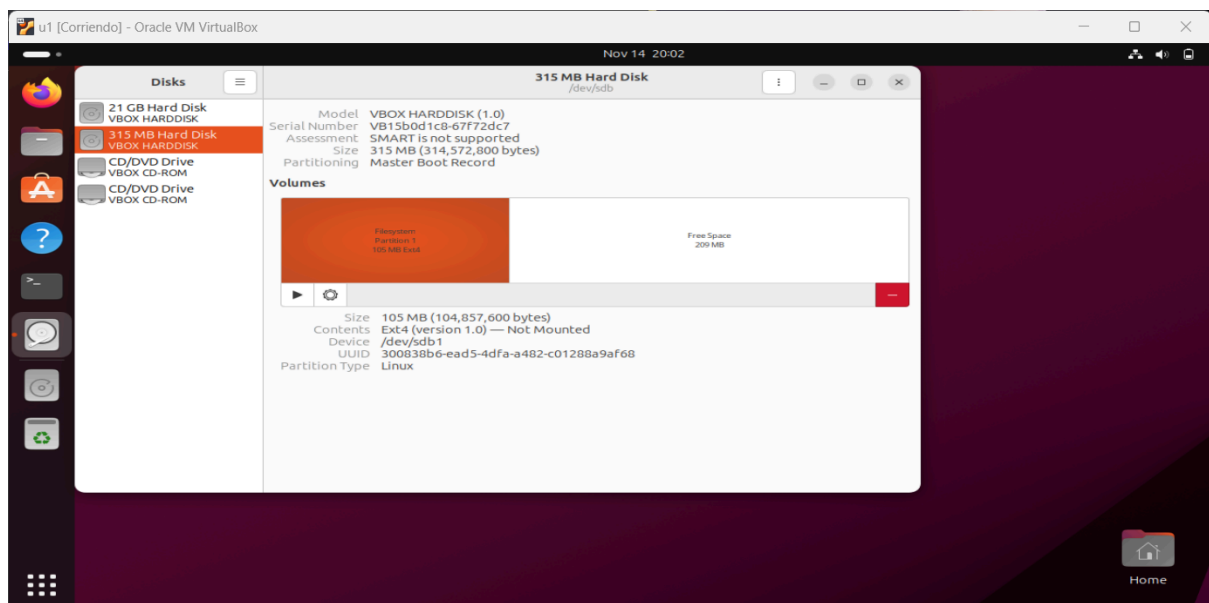 u1 [Corriendo] - Oracle VM VirtualBox
Nov 14 20:02
Disks
315 MB Hard Disk
/dev/sdb
21 GB Hard Disk
VBOX HARDDISK
315 MB Hard Disk
VBOX HARDDISK
CD/DVD Drive
VBOX CD-ROM
CD/DVD Drive
VBOX CD-ROM
Model VBOX HARDDISK (1.0)
Serial Number VB15b0d1c8-67f72dc7
Assessment SMART is not supported
Size 315 MB (314,572,800 bytes)
Partitioning Master Boot Record
Volumes
Filesystem
Partition 1
105 MB Ext4
Free Space
209 MB
Size 105 MB (104,857,600 bytes)
Contents Ext4 (version 1.0) — Not Mounted
Device /dev/sdb1
UUID 300838b6-ead5-4dfa-a482-c01288a9af68
Partition Type Linux
Home